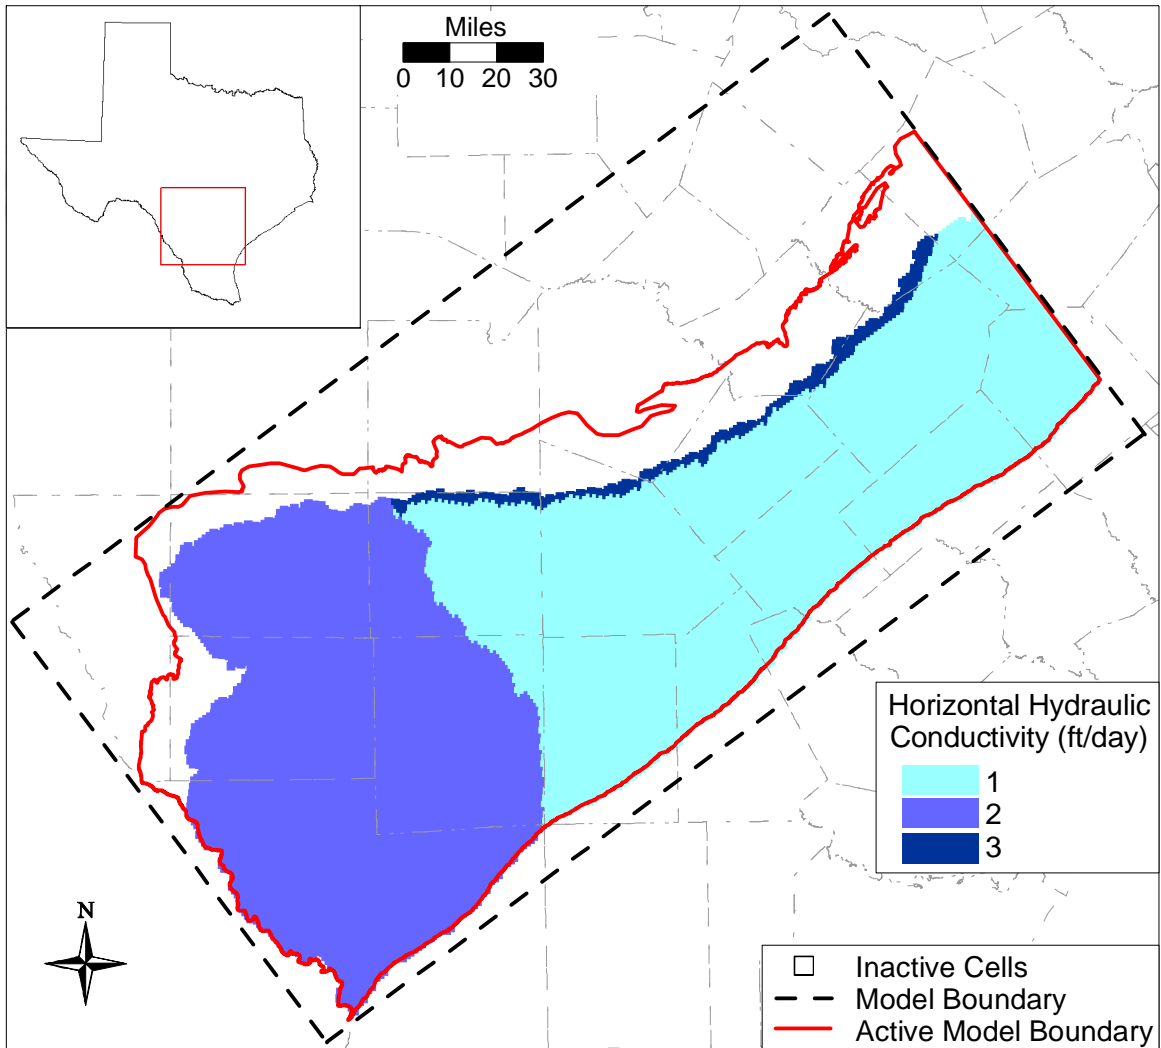 Miles
0 10 20 30
Horizontal Hydraulic
Conductivity (ft/day)
1
2
3
N
Inactive Cells
Model Boundary
Active Model Boundary